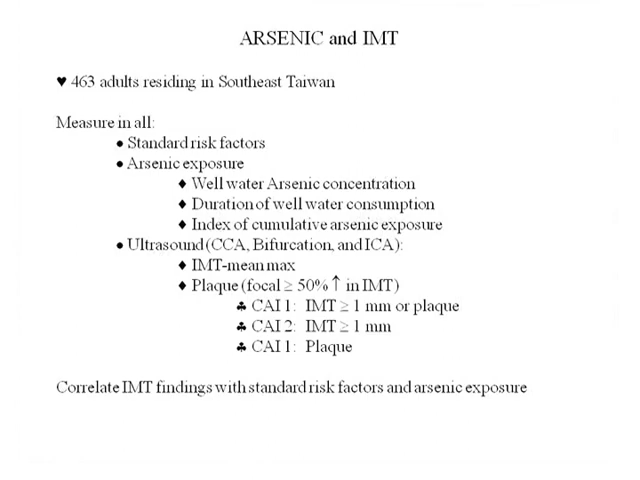 ARSENIC and IMT
♥ 463 adults residing in Southeast Taiwan
Measure in all:
• Standard risk factors
• Arsenic exposure
♦ Well water Arsenic concentration
♦ Duration of well water consumption
♦ Index of cumulative arsenic exposure
• Ultrasound (CCA, Bifurcation, and ICA):
♦ IMT-mean max
♦ Plaque (focal ≥ 50% ↑ in IMT)
♣ CAI 1: IMT ≥ 1 mm or plaque
♣ CAI 2: IMT ≥ 1 mm
♣ CAI 1: Plaque
Correlate IMT findings with standard risk factors and arsenic exposure